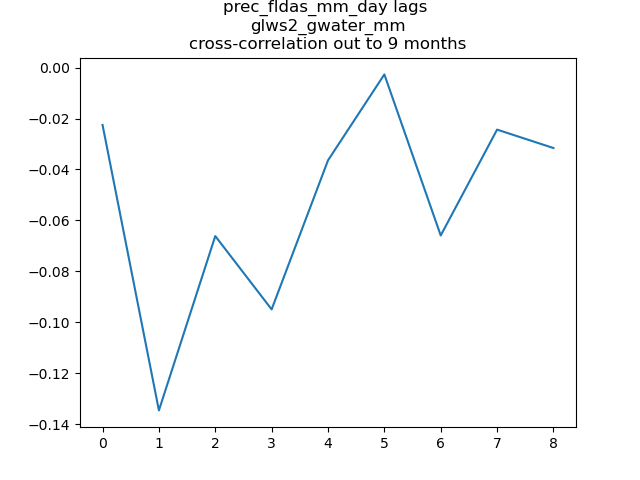 prec_fldas_mm_day lags
glws2_gwater_mm
cross-correlation out to 9 months
0.00
−0.02
−0.04
−0.06
−0.08
−0.10
−0.12
−0.14
0 1 2 3 4 5 6 7 8